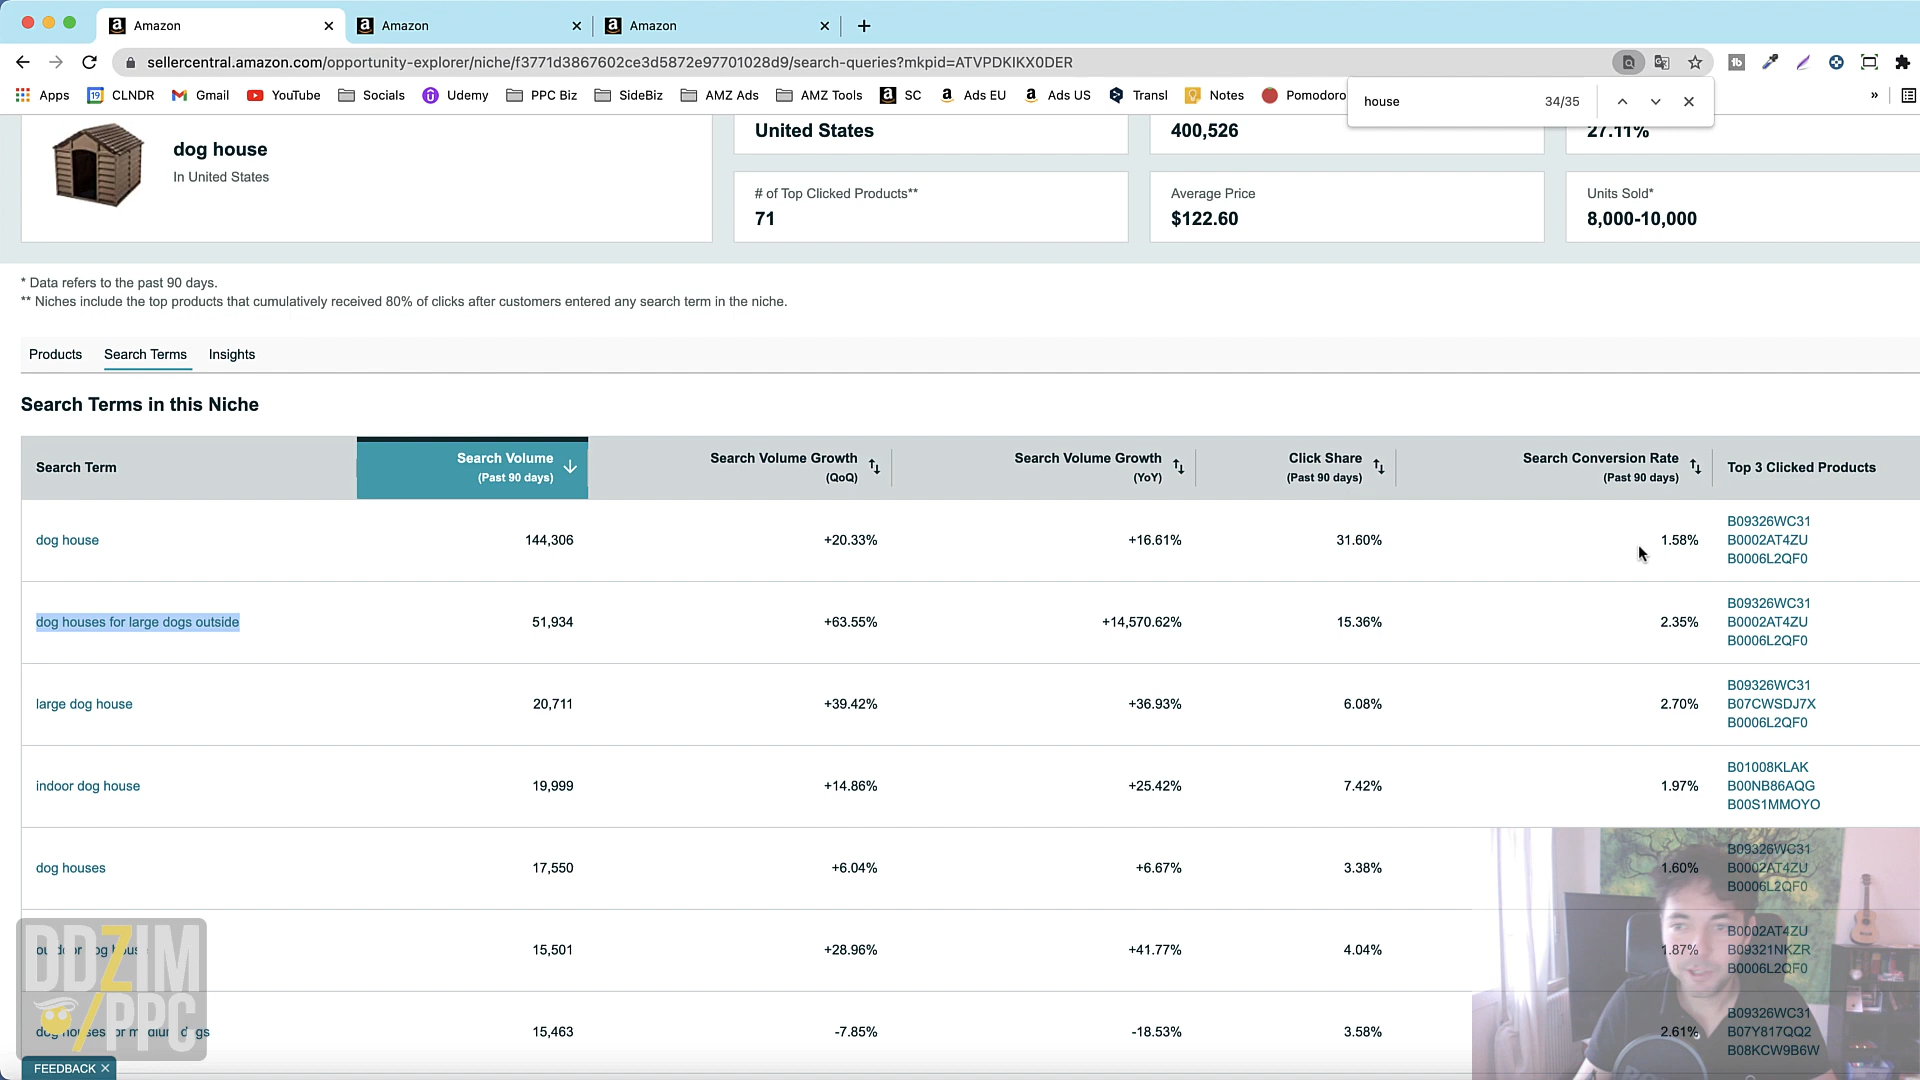 Amazon
Amazon
Amazon
sellercentral.amazon.com/opportunity-explorer/niche/f3771d3867602ce3d5872e97701028d9/search-queries?mkpid=ATVPDKIKX0DER
Apps
19 CLNDR
Gmail
YouTube
Socials
Udemy
PPC Biz
SideBiz
AMZ Ads
AMZ Tools
SC
Ads EU
Ads US
Transl
Notes
Pomodoro
»
house 34/35
dog house
In United States
United States
400,526
27.11%
# of Top Clicked Products**
71
Average Price
$122.60
Units Sold*
8,000-10,000
* Data refers to the past 90 days.
** Niches include the top products that cumulatively received 80% of clicks after customers entered any search term in the niche.
Products Search Terms Insights
Search Terms in this Niche
Search Term
Search Volume
(Past 90 days)
Search Volume Growth
(QoQ)
Search Volume Growth
(YoY)
Click Share
(Past 90 days)
Search Conversion Rate
(Past 90 days)
Top 3 Clicked Products
dog house 144,306 +20.33% +16.61% 31.60% 1.58%
B09326WC31
B0002AT4ZU
B0006L2QF0
dog houses for large dogs outside 51,934 +63.55% +14,570.62% 15.36% 2.35%
B09326WC31
B0002AT4ZU
B0006L2QF0
large dog house 20,711 +39.42% +36.93% 6.08% 2.70%
B09326WC31
B07CWSDJ7X
B0006L2QF0
indoor dog house 19,999 +14.86% +25.42% 7.42% 1.97%
B01008KLAK
B00NB86AQG
B00S1MMOYO
dog houses 17,550 +6.04% +6.67% 3.38% 1.60%
B09326WC31
B0002AT4ZU
B0006L2QF0
outdoor dog house 15,501 +28.96% +41.77% 4.04% 1.87%
B0002AT4ZU
B09321NKZR
B0006L2QF0
dog houses for medium dogs 15,463 -7.85% -18.53% 3.58% 2.61%
B09326WC31
B07Y817QQ2
B08KCW9B6W
DDZIM
/PPC
FEEDBACK